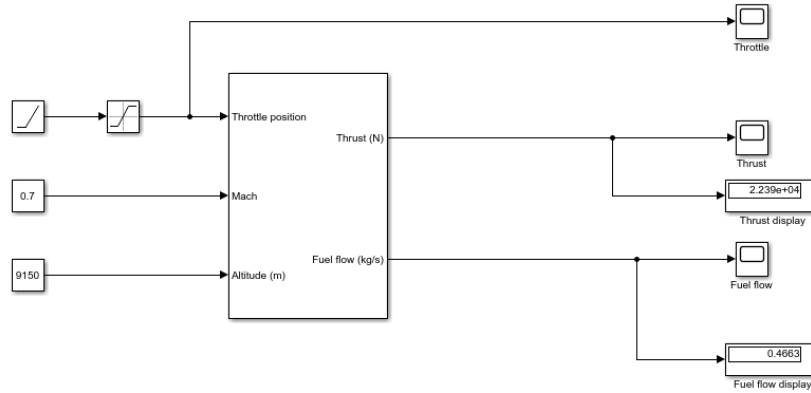 Throttle
Throttle position
Thrust (N)
Thrust
0.7
Mach
2.239e+04
Thrust display
Fuel flow (kg/s)
9150
Altitude (m)
Fuel flow
0.4663
Fuel flow display